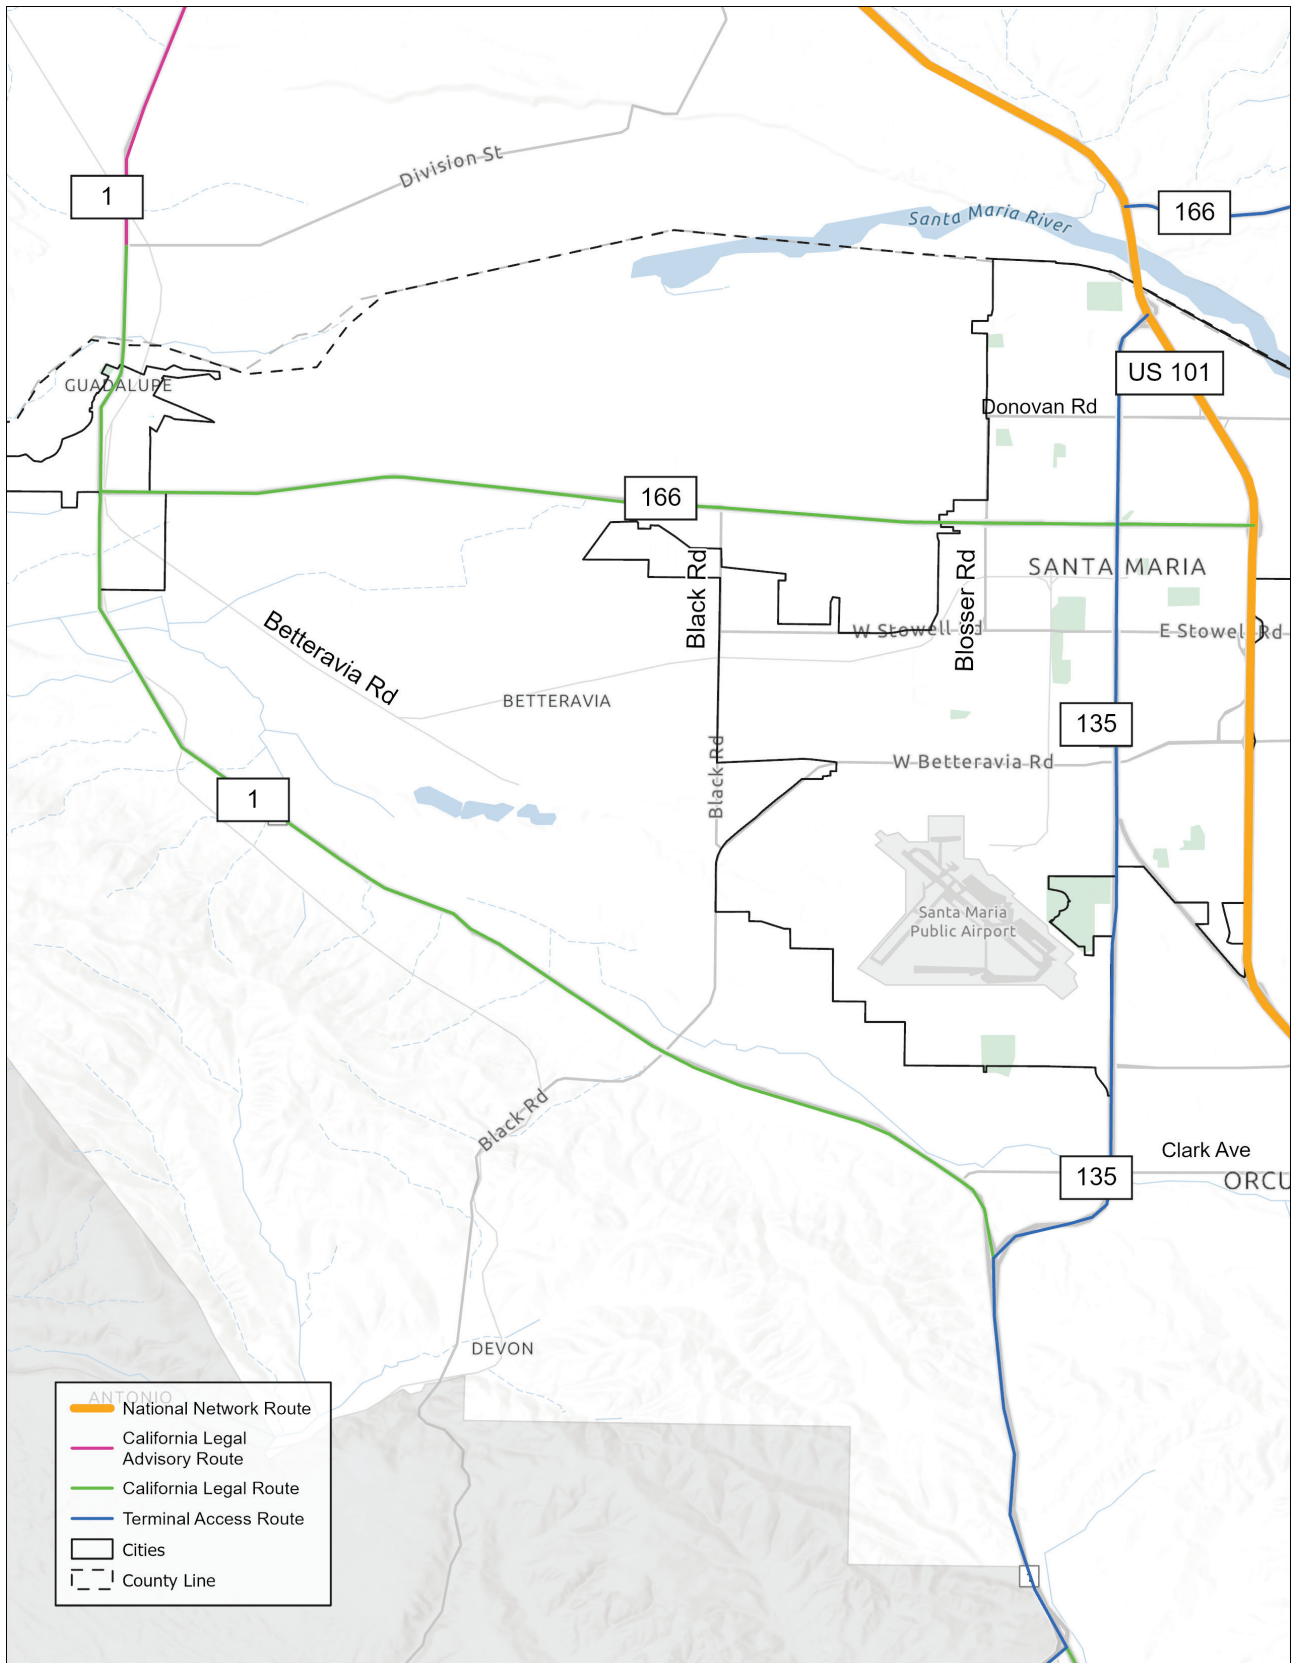 Division St
1
Santa Maria River
166
GUADALUPE
US 101
Donovan Rd
166
SANTA MARIA
Black Rd
Blosser Rd
W Stowell Rd
E Stowell Rd
Betteravia Rd
BETTERAVIA
135
Black Rd
W Betteravia Rd
1
Santa Maria
Public Airport
Black Rd
Clark Ave
135
ORCU
DEVON
ANTONIO
National Network Route
California Legal
Advisory Route
California Legal Route
Terminal Access Route
Cities
County Line
1